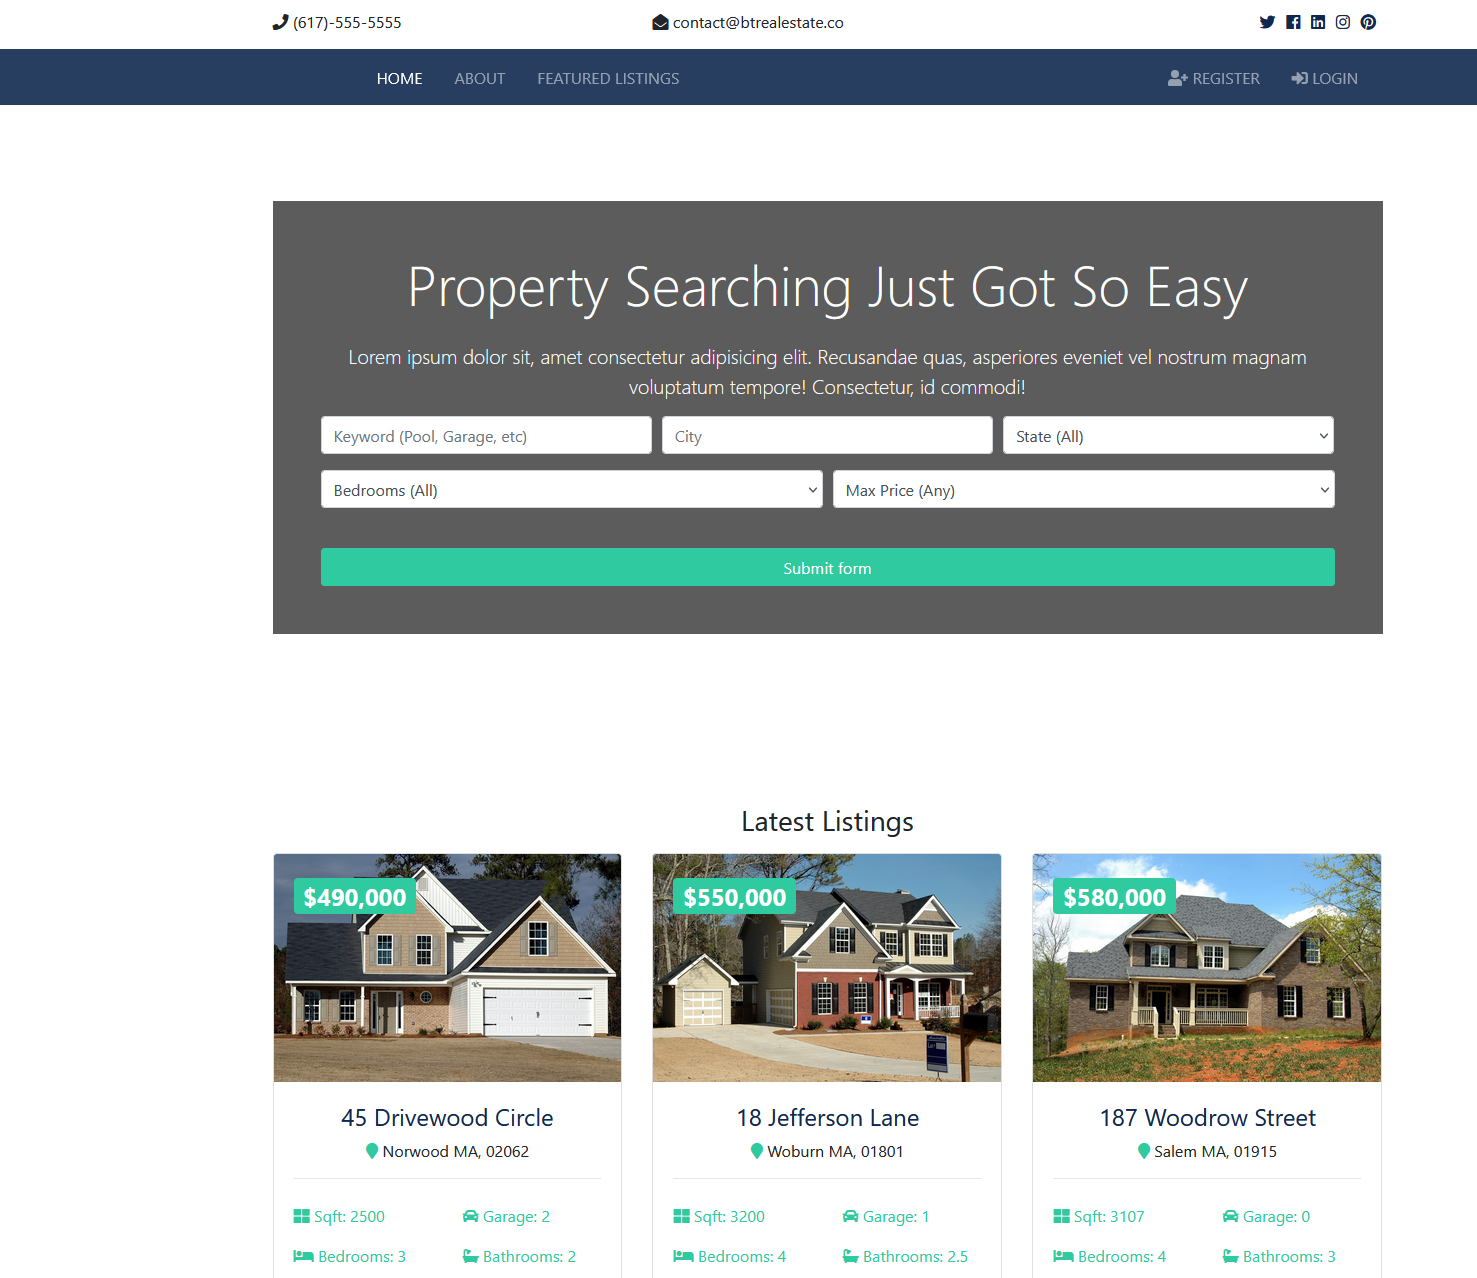 (617)-555-5555
contact@btrealestate.co
HOME
ABOUT
FEATURED LISTINGS
REGISTER
LOGIN
Property Searching Just Got So Easy
Lorem ipsum dolor sit, amet consectetur adipisicing elit. Recusandae quas, asperiores eveniet vel nostrum magnam
voluptatum tempore! Consectetur, id commodi!
Keyword (Pool, Garage, etc)
City
State (All)
Bedrooms (All)
Max Price (Any)
Submit form
Latest Listings
$490,000
$550,000
$580,000
45 Drivewood Circle
Norwood MA, 02062
Sqft: 2500
Garage: 2
Bedrooms: 3
Bathrooms: 2
18 Jefferson Lane
Woburn MA, 01801
Sqft: 3200
Garage: 1
Bedrooms: 4
Bathrooms: 2.5
187 Woodrow Street
Salem MA, 01915
Sqft: 3107
Garage: 0
Bedrooms: 4
Bathrooms: 3